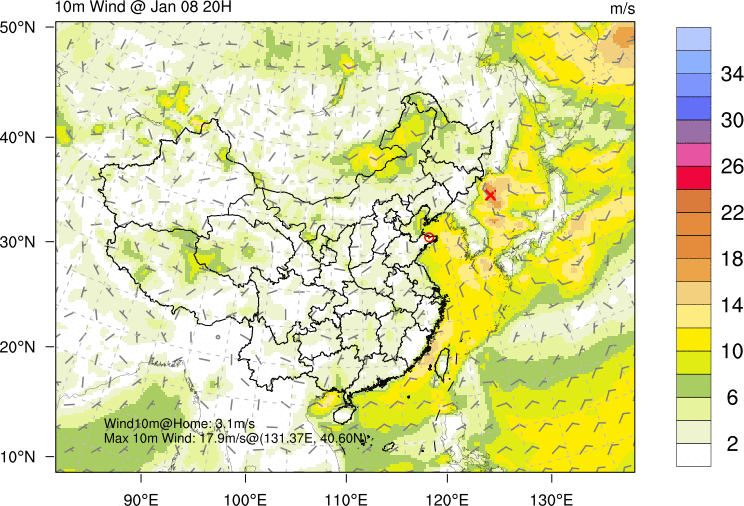 10m Wind @ Jan 08 20H
m/s
50°N
40°N
30°N
20°N
10°N
34
30
26
22
18
14
10
6
2
Wind10m@Home: 3.1m/s
Max 10m Wind: 17.9m/s@(131.37E, 40.60N)
90°E
100°E
110°E
120°E
130°E